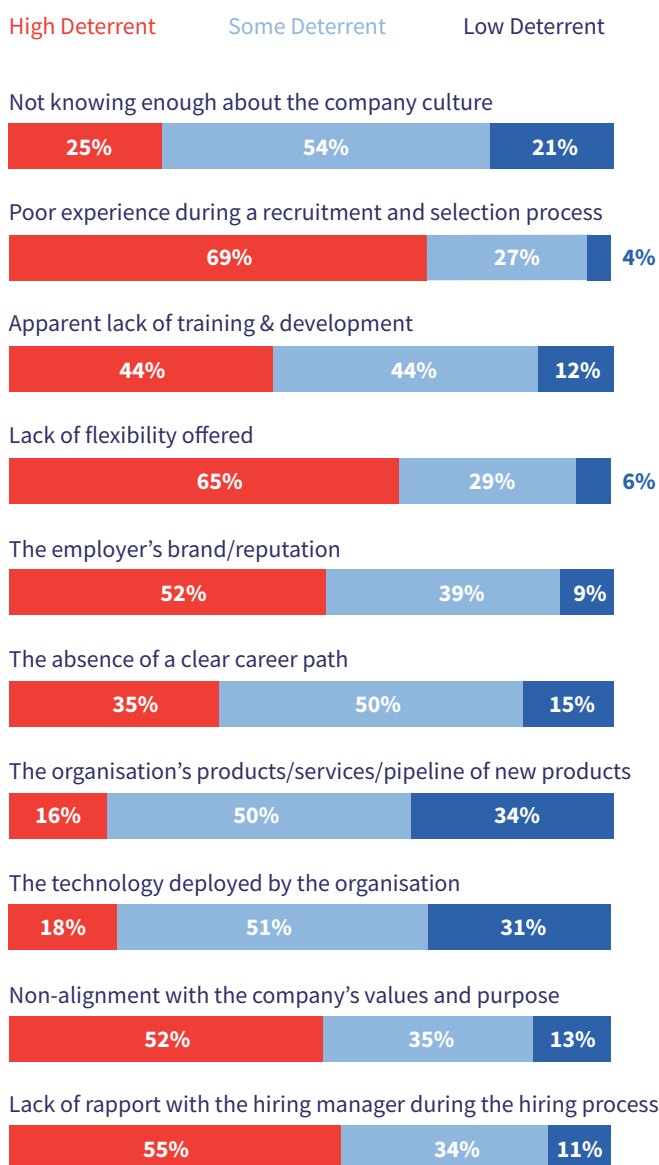 High Deterrent Some Deterrent Low Deterrent
Not knowing enough about the company culture
25% 54% 21%
Poor experience during a recruitment and selection process
69% 27% 4%
Apparent lack of training & development
44% 44% 12%
Lack of flexibility offered
65% 29% 6%
The employer’s brand/reputation
52% 39% 9%
The absence of a clear career path
35% 50% 15%
The organisation’s products/services/pipeline of new products
16% 50% 34%
The technology deployed by the organisation
18% 51% 31%
Non-alignment with the company’s values and purpose
52% 35% 13%
Lack of rapport with the hiring manager during the hiring process
55% 34% 11%